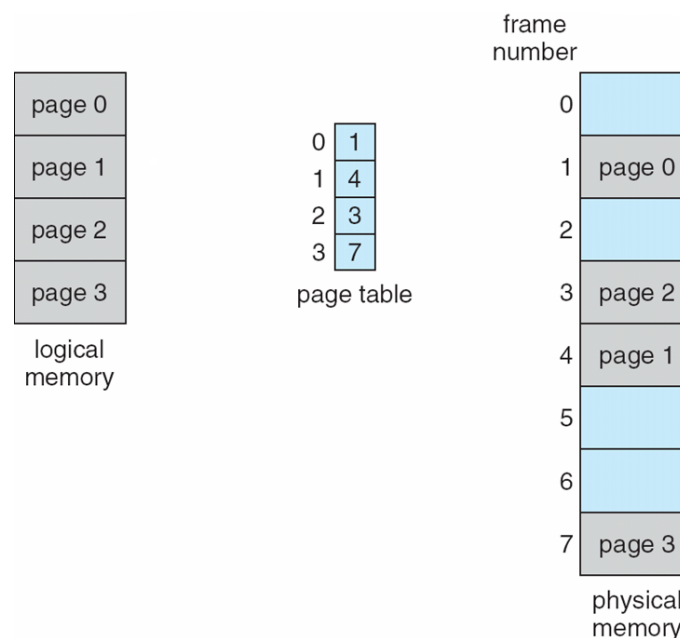 frame
number
page 0
page 1
page 2
page 3
logical
memory
0 1
1 4
2 3
3 7
page table
0
1 page 0
2
3 page 2
4 page 1
5
6
7 page 3
physical
memory